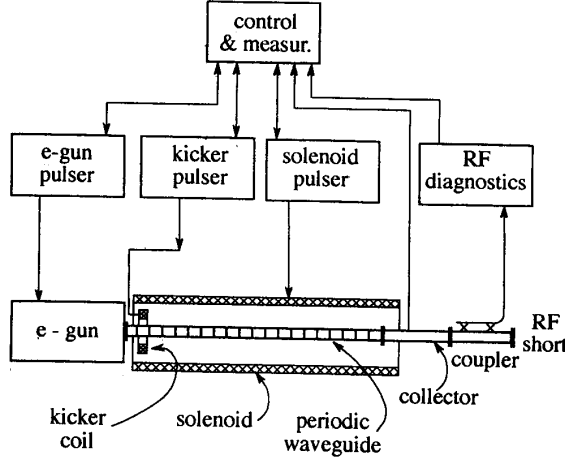 control
& measur.
e-gun
pulser
kicker
pulser
solenoid
pulser
RF
diagnostics
e - gun
RF
short
coupler
collector
kicker
coil
solenoid
periodic
waveguide